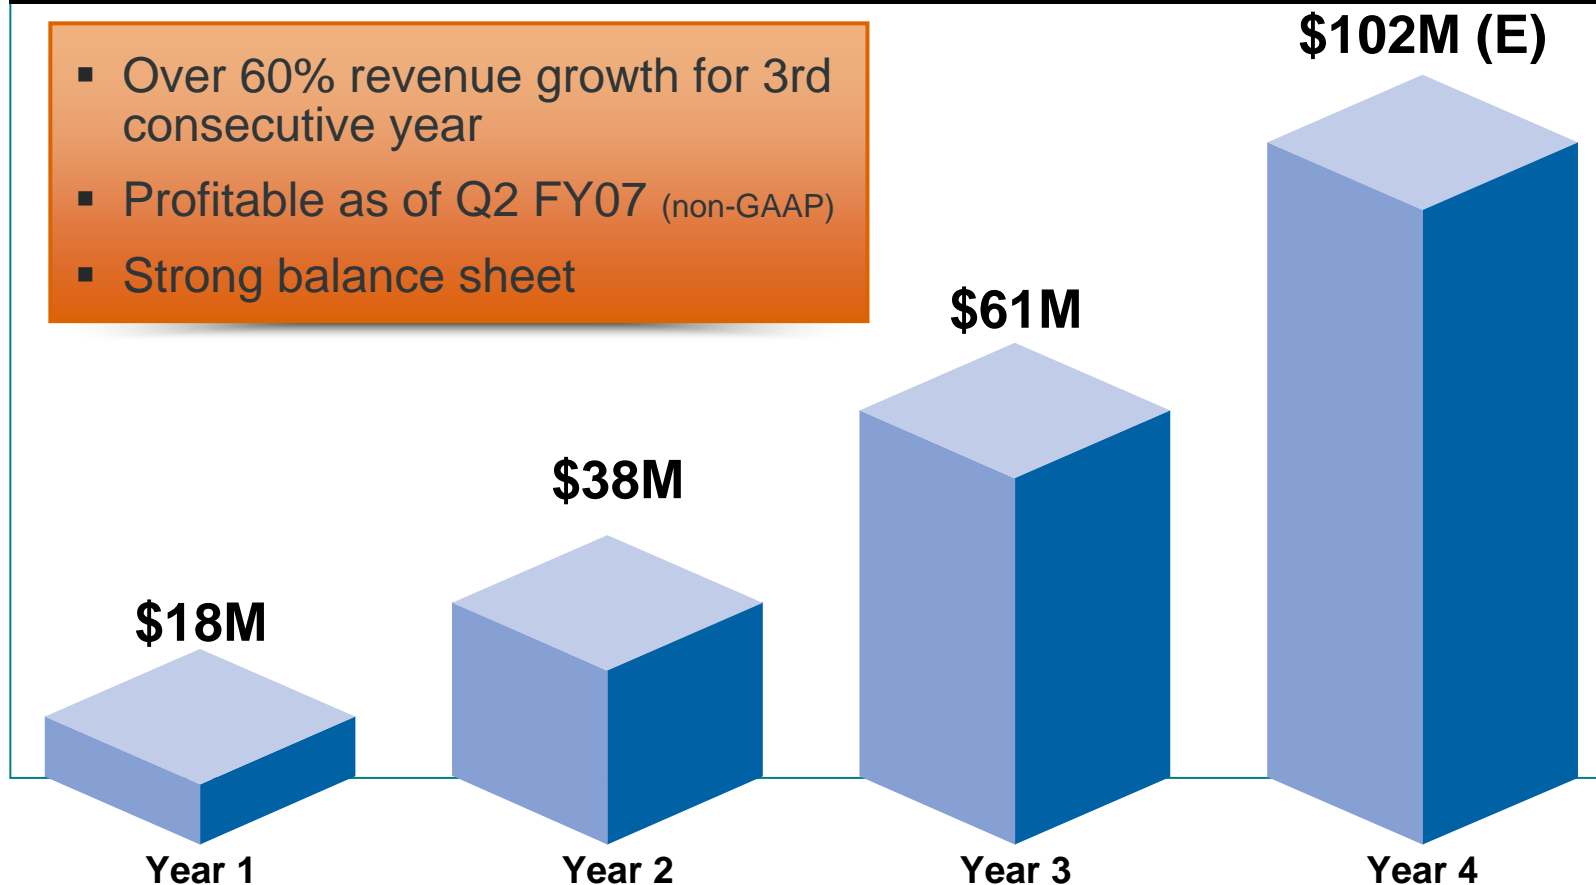 $102M (E)
▪ Over 60% revenue growth for 3rd
consecutive year
▪ Profitable as of Q2 FY07 (non-GAAP)
▪ Strong balance sheet
$61M
$38M
$18M
Year 1
Year 2
Year 3
Year 4